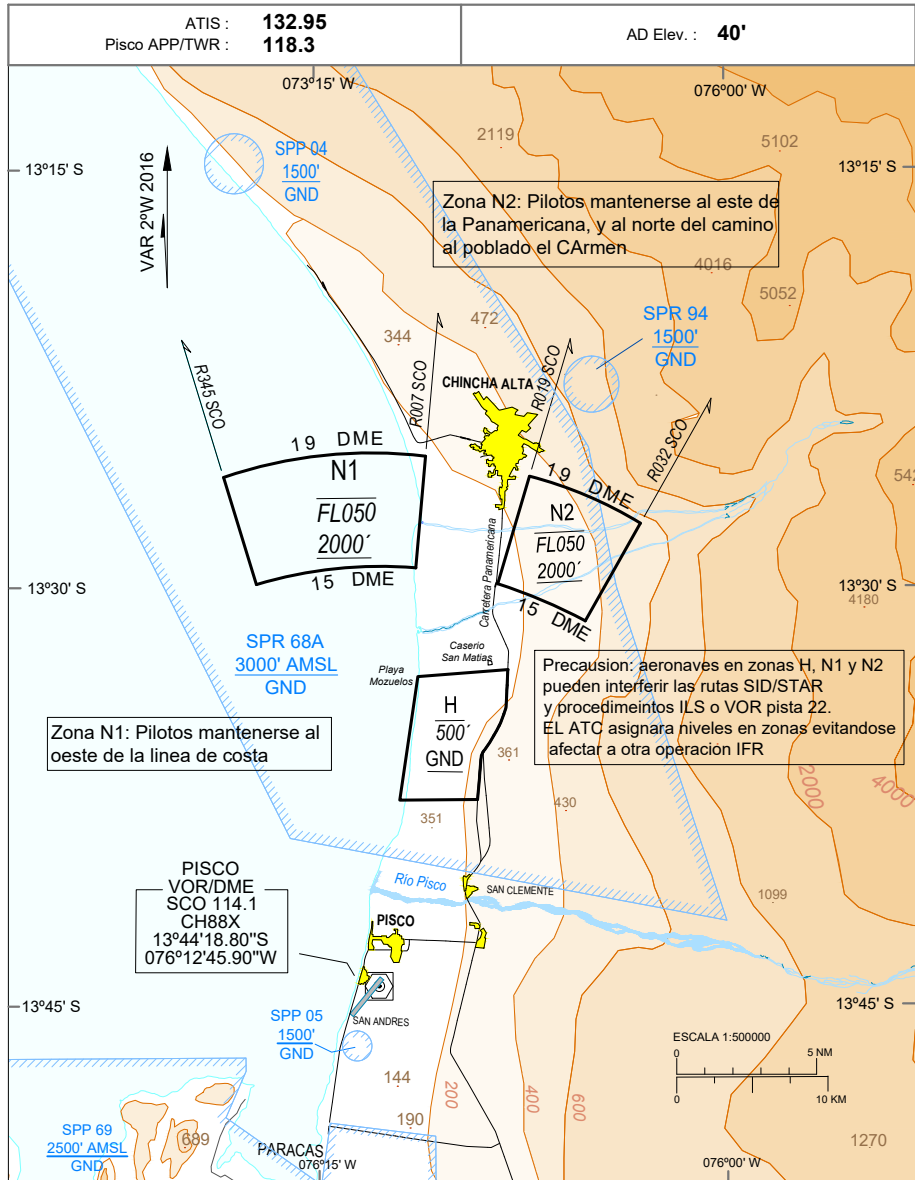 ATIS : 132.95
Pisco APP/TWR : 118.3
AD Elev. : 40'
073º15' W
076º00' W
2119
5102
SPP 04
1500'
GND
13º15' S
13º15' S
VAR 2ºW 2016
Zona N2: Pilotos mantenerse al este de
la Panamericana, y al norte del camino
al poblado el CArmen
4016
5052
472
344
SPR 94
1500'
GND
R345 SCO
R007 SCO
R019 SCO
R032 SCO
CHINCHA ALTA
19 DME
N1
FL050
2000´
15 DME
19 DME
N2
FL050
2000´
15 DME
542
Carretera Panamericana
13º30' S
13º30' S
4180
SPR 68A
3000' AMSL
GND
Caserio
San Matias
B
Playa
Mozuelos
Precausion: aeronaves en zonas H, N1 y N2
pueden interferir las rutas SID/STAR
y procedimeintos ILS o VOR pista 22.
EL ATC asignara niveles en zonas evitandose
afectar a otra operación IFR
H
500´
GND
Zona N1: Pilotos mantenerse al
oeste de la linea de costa
361
2000
4000
430
351
PISCO
VOR/DME
SCO 114.1
CH88X
13º44'18.80"S
076º12'45.90"W
Río Pisco
SAN CLEMENTE
1099
PISCO
13º45' S
13º45' S
SPP 05
1500'
GND
SAN ANDRES
ESCALA 1:500000
0 5 NM
0 10 KM
144
200
400
600
190
SPP 69
2500' AMSL
GND
689
PARACAS
076º15' W
076º00' W
1270